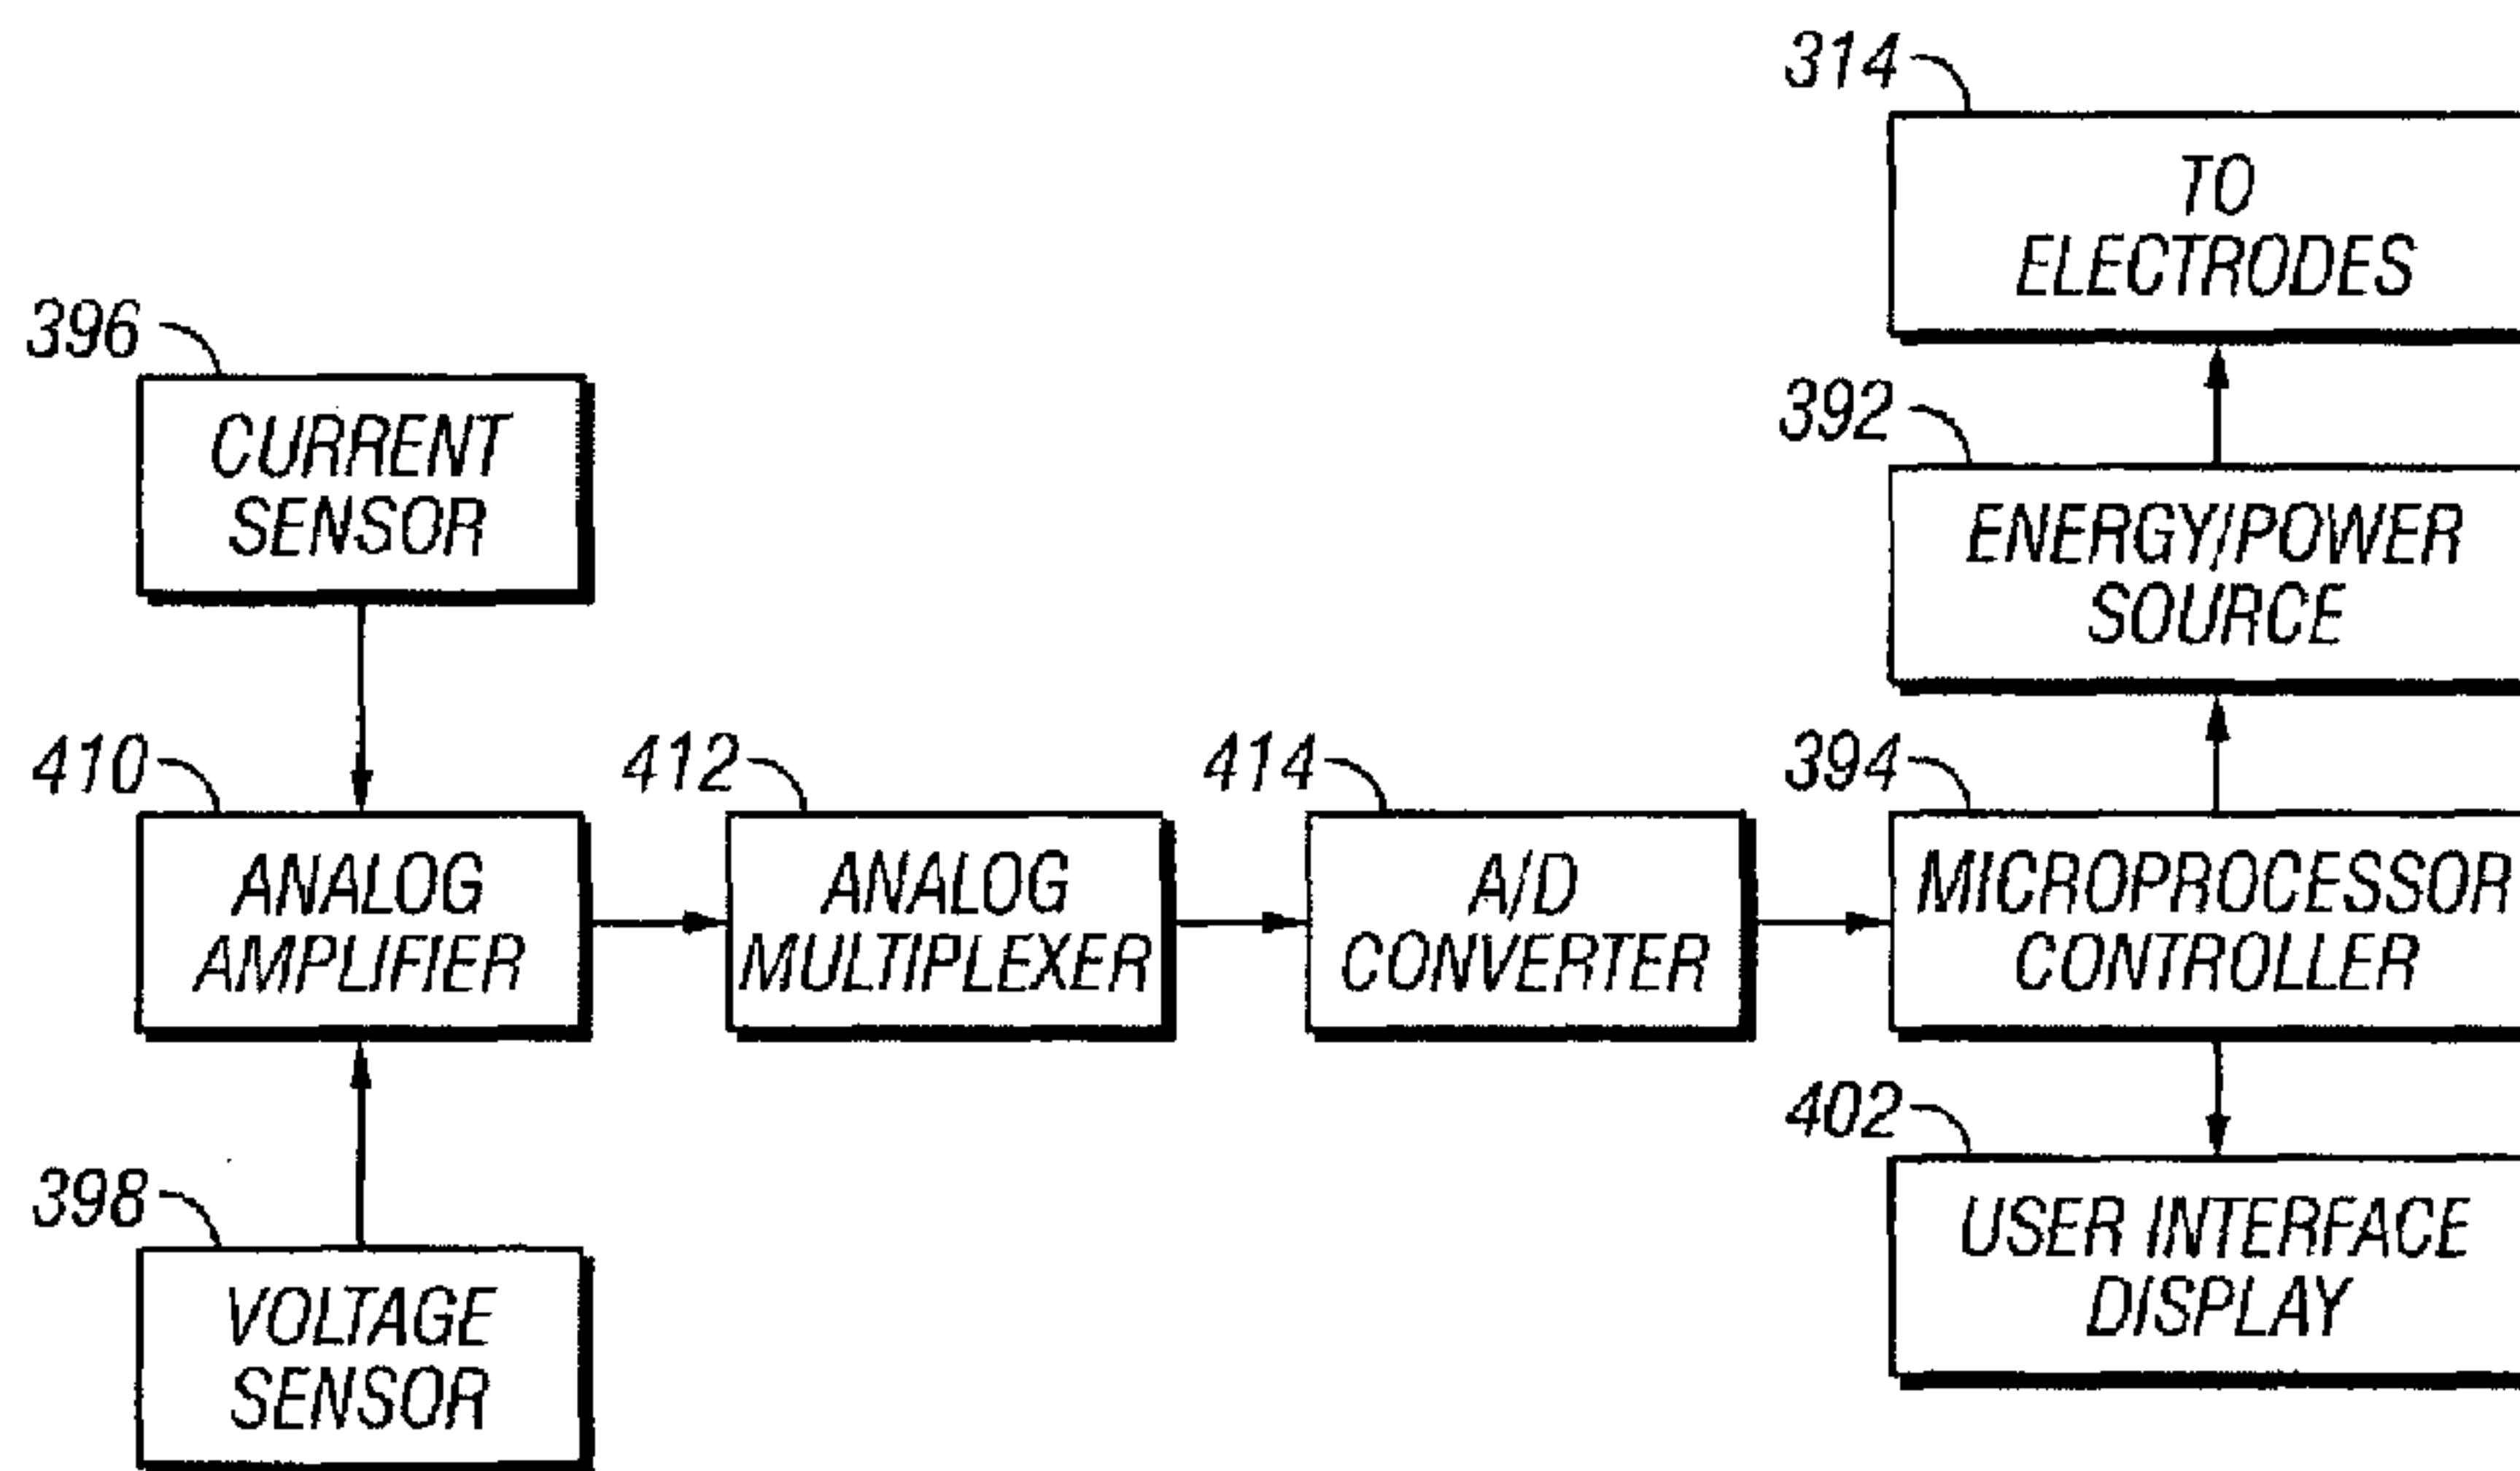 314
TO
ELECTRODES
396
CURRENT
SENSOR
392
ENERGY/POWER
SOURCE
410
ANALOG
AMPLIFIER
412
ANALOG
MULTIPLEXER
414
A/D
CONVERTER
394
MICROPROCESSOR
CONTROLLER
398
VOLTAGE
SENSOR
402
USER INTERFACE
DISPLAY